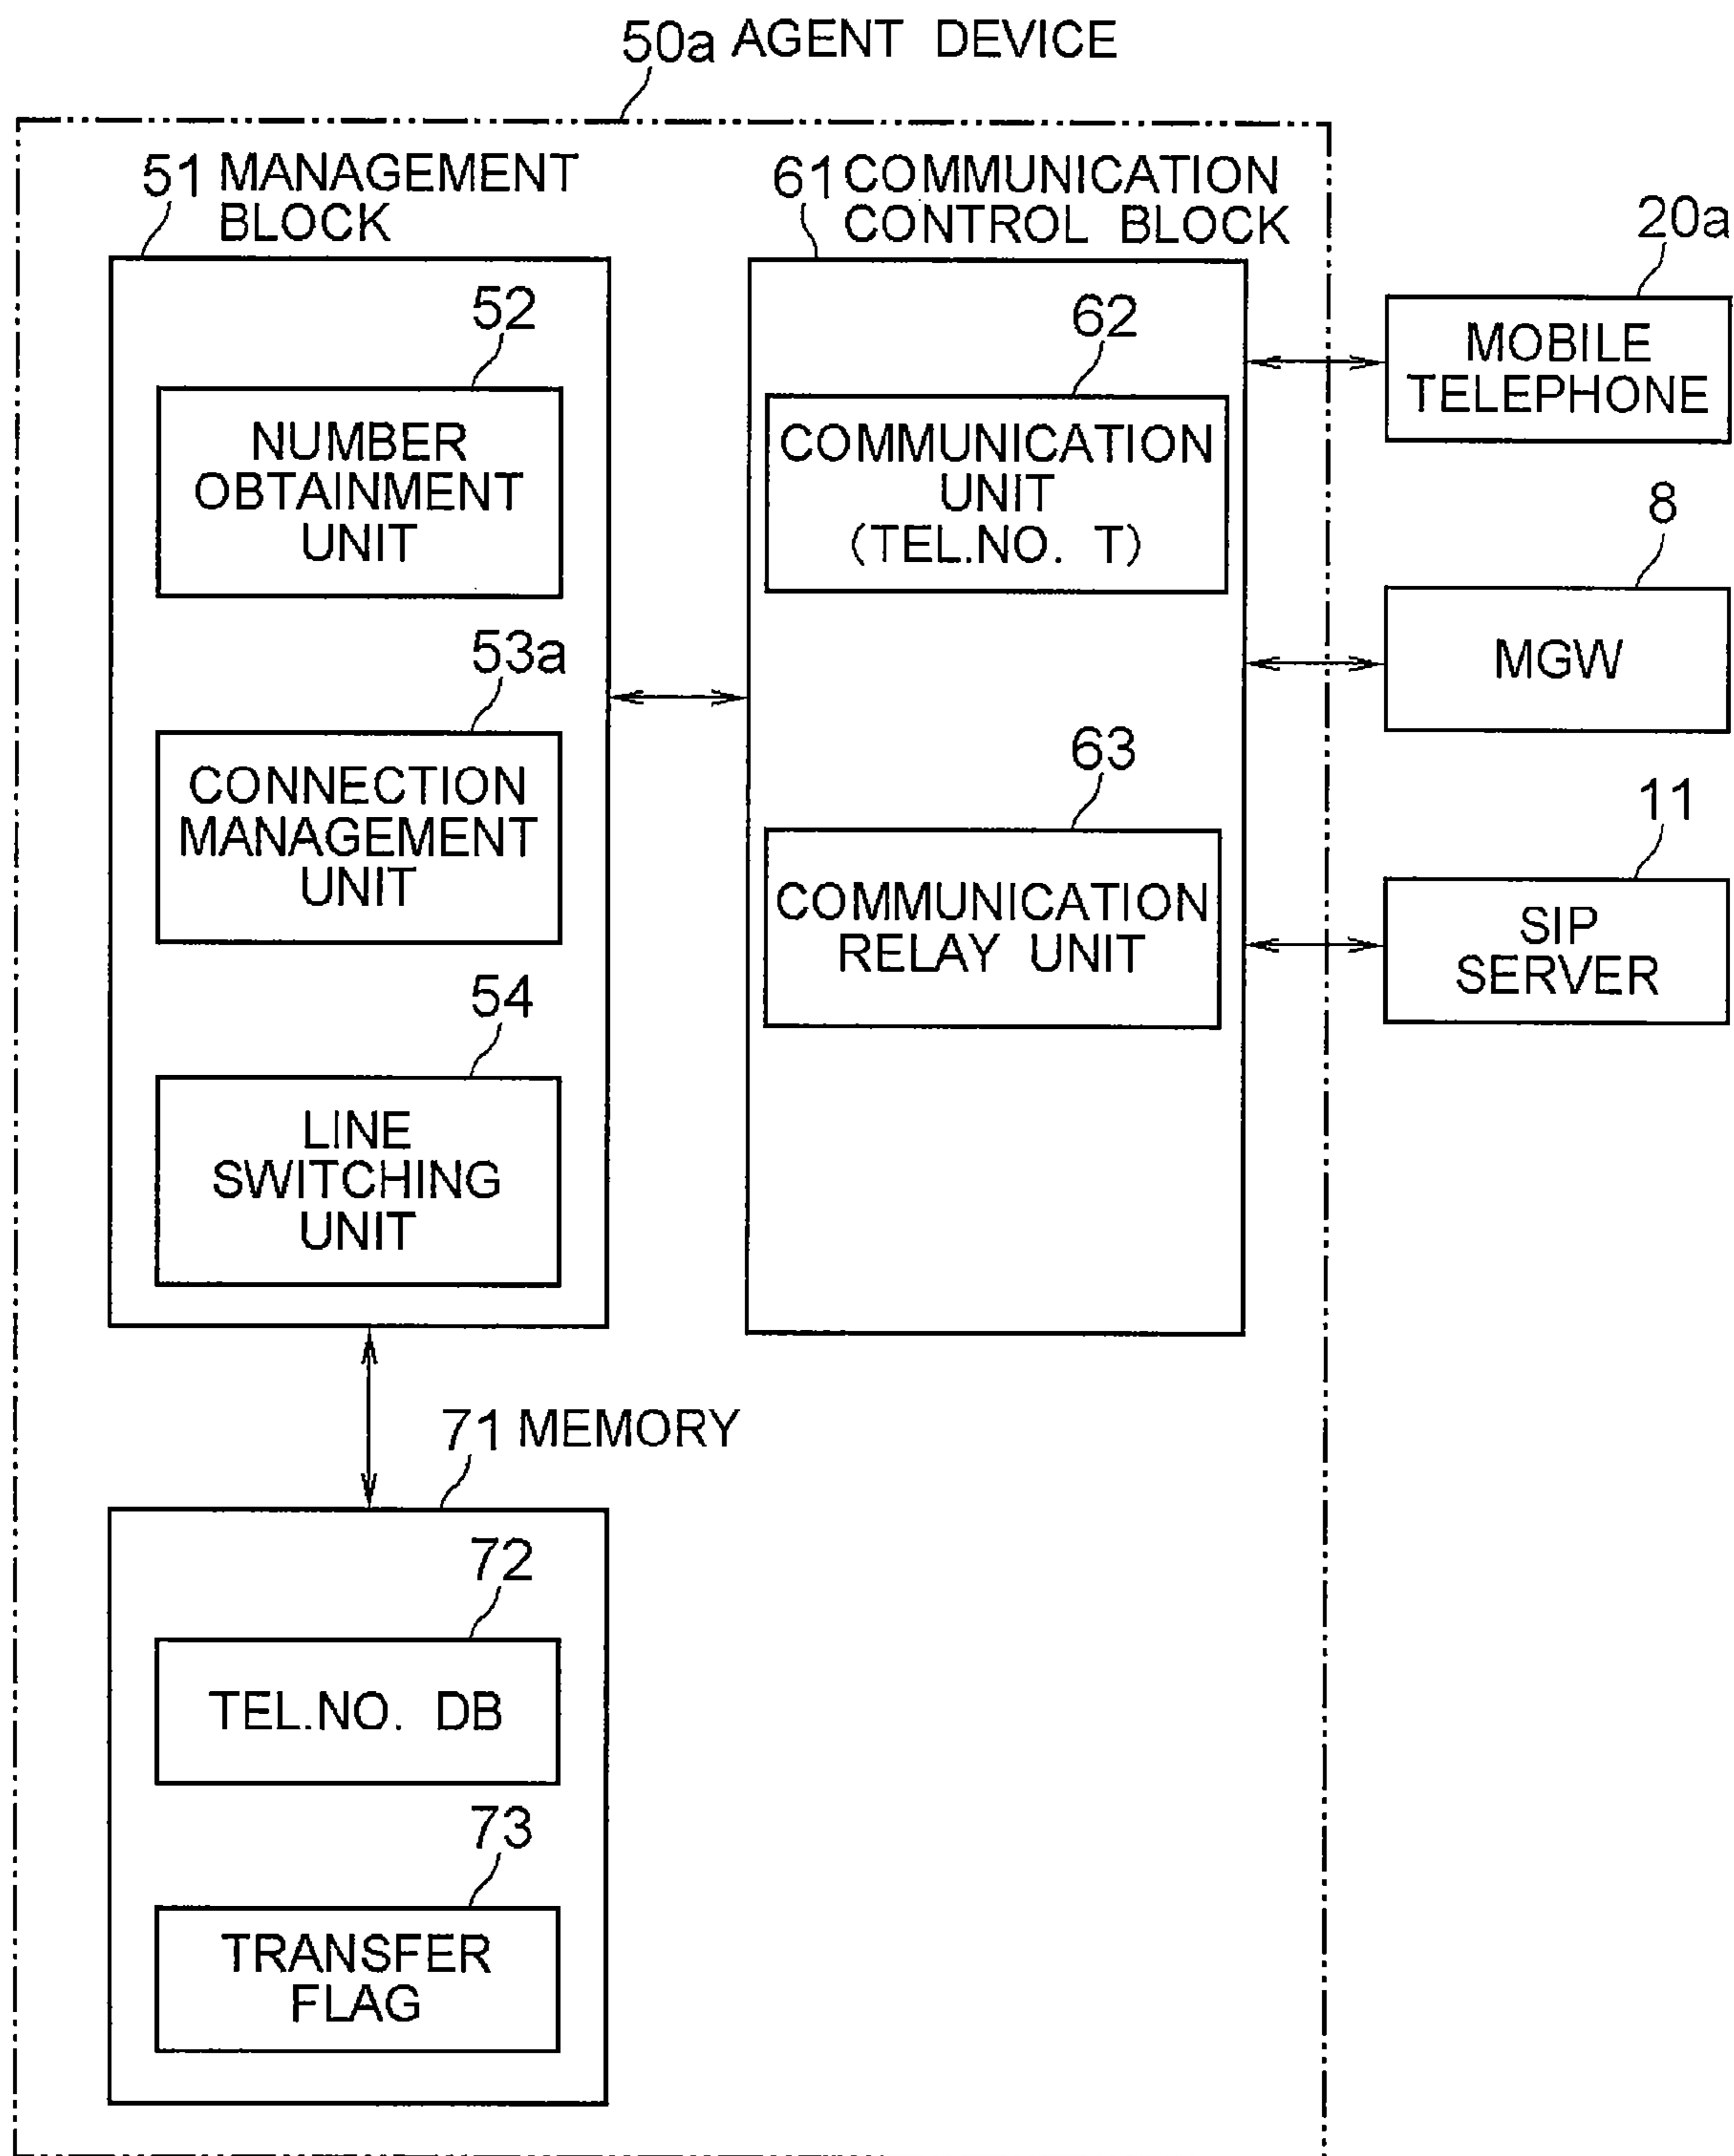 50a AGENT DEVICE
51 MANAGEMENT
BLOCK
52
NUMBER
OBTAINMENT
UNIT
53a
CONNECTION
MANAGEMENT
UNIT
54
LINE
SWITCHING
UNIT
61 COMMUNICATION
CONTROL BLOCK
62
COMMUNICATION
UNIT
(TEL.NO. T)
63
COMMUNICATION
RELAY UNIT
20a
MOBILE
TELEPHONE
8
MGW
11
SIP
SERVER
71 MEMORY
72
TEL.NO. DB
73
TRANSFER
FLAG